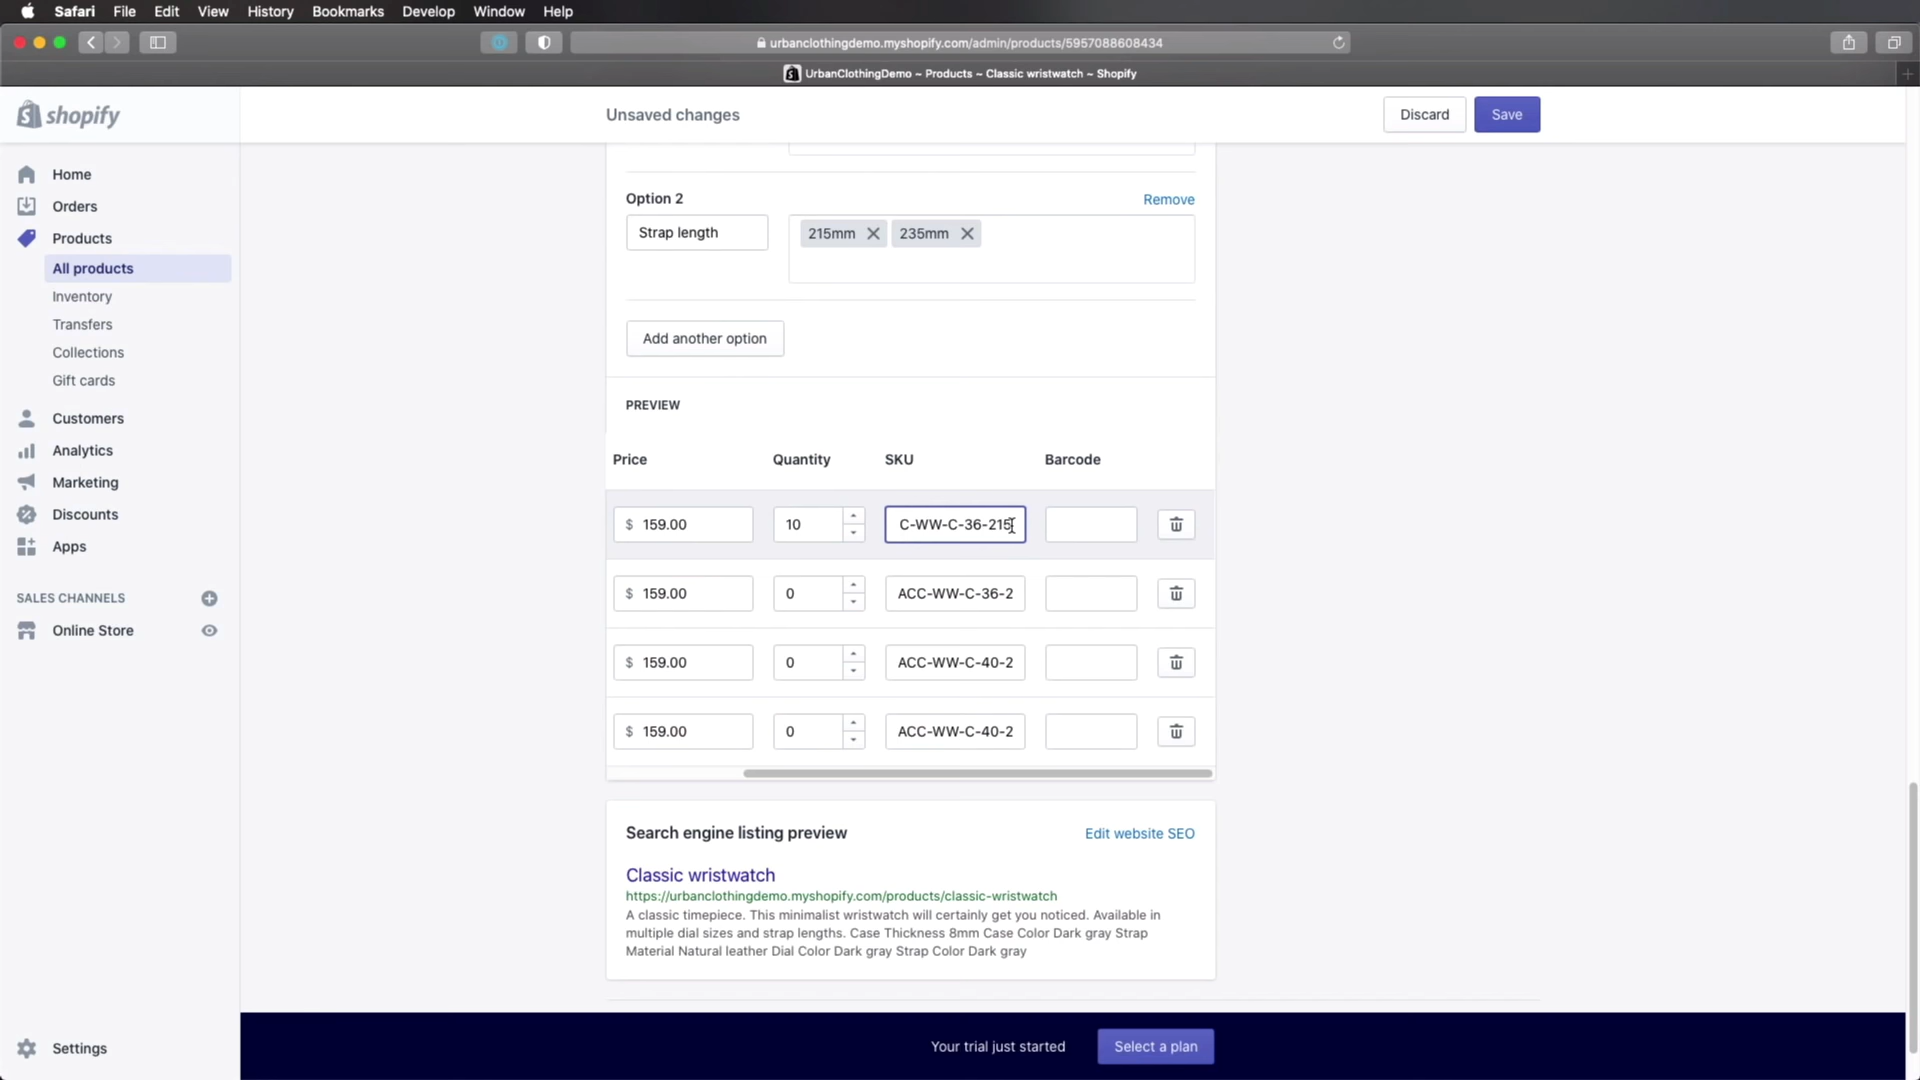 Safari File Edit View History Bookmarks Develop Window Help
urbanclothingdemo.myshopify.com/admin/products/5957088608434
UrbanClothingDemo ~ Products ~ Classic wristwatch ~ Shopify
shopify
Unsaved changes
Discard
Save
Home
Orders
Products
All products
Inventory
Transfers
Collections
Gift cards
Customers
Analytics
Marketing
Discounts
Apps
SALES CHANNELS
Online Store
Settings
Option 2
Remove
Strap length
215mm
235mm
Add another option
PREVIEW
Price Quantity SKU Barcode
$ 159.00 10 C-WW-C-36-215
$ 159.00 0 ACC-WW-C-36-2
$ 159.00 0 ACC-WW-C-40-2
$ 159.00 0 ACC-WW-C-40-2
Search engine listing preview
Edit website SEO
Classic wristwatch
https://urbanclothingdemo.myshopify.com/products/classic-wristwatch
A classic timepiece. This minimalist wristwatch will certainly get you noticed. Available in
multiple dial sizes and strap lengths. Case Thickness 8mm Case Color Dark gray Strap
Material Natural leather Dial Color Dark gray Strap Color Dark gray
Your trial just started
Select a plan